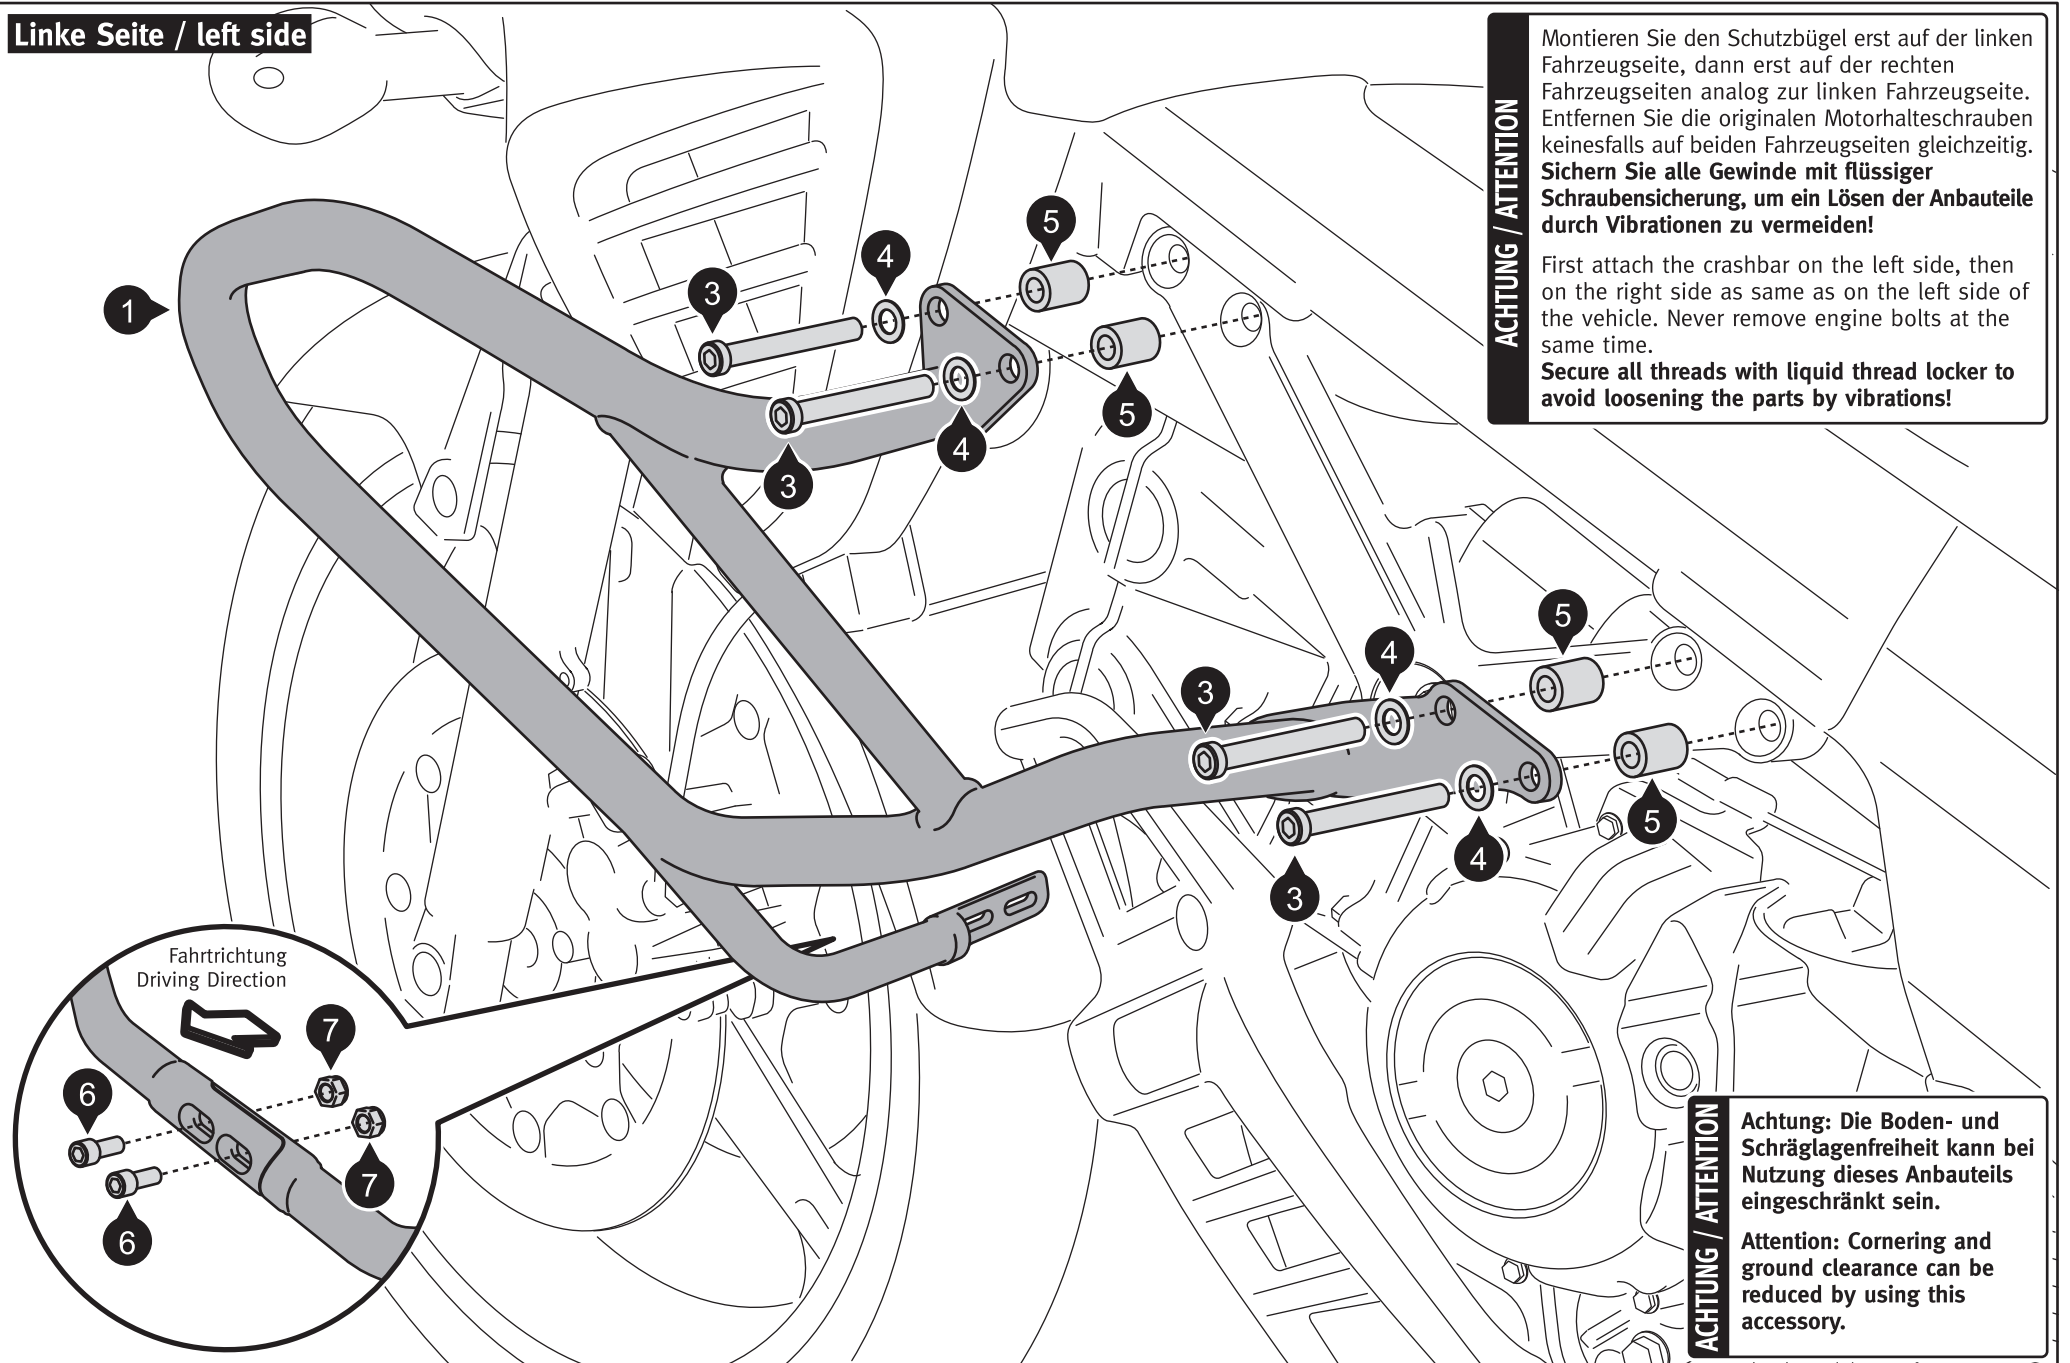 Linke Seite / left side
ACHTUNG / ATTENTION
Montieren Sie den Schutzbügel erst auf der linken
Fahrzeugseite, dann erst auf der rechten
Fahrzeugseiten analog zur linken Fahrzeugseite.
Entfernen Sie die originalen Motorhalteschrauben
keinesfalls auf beiden Fahrzeugseiten gleichzeitig.
Sichern Sie alle Gewinde mit flüssiger
Schraubensicherung, um ein Lösen der Anbauteile
durch Vibrationen zu vermeiden!
First attach the crashbar on the left side, then
on the right side as same as on the left side of
the vehicle. Never remove engine bolts at the
same time.
Secure all threads with liquid thread locker to
avoid loosening the parts by vibrations!
5
4
3
1
5
4
3
5
4
3
5
4
3
Fahrtrichtung
Driving Direction
7
6
7
6
ACHTUNG / ATTENTION
Achtung: Die Boden- und
Schräglagenfreiheit kann bei
Nutzung dieses Anbauteils
eingeschränkt sein.
Attention: Cornering and
ground clearance can be
reduced by using this
accessory.